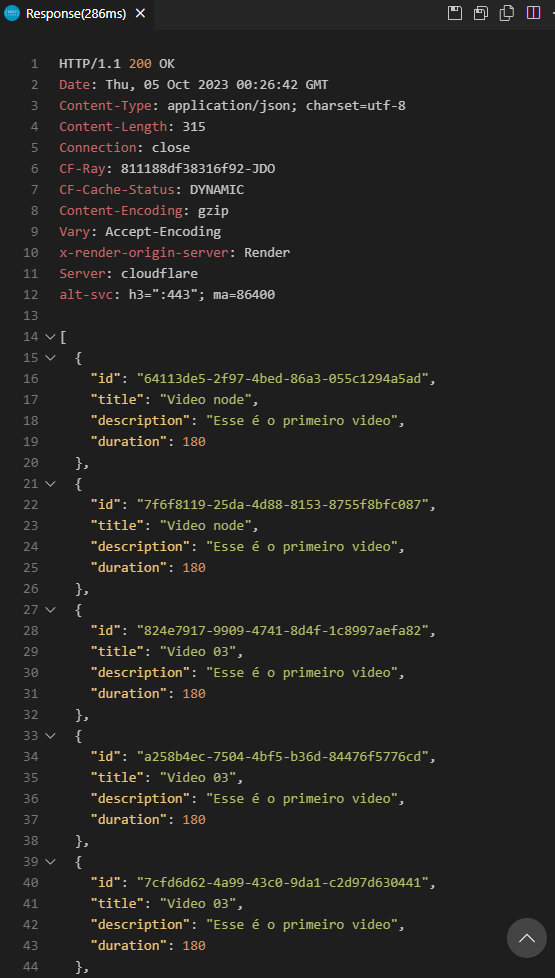 Response(286ms)
1 HTTP/1.1 200 OK
2 Date: Thu, 05 Oct 2023 00:26:42 GMT
3 Content-Type: application/json; charset=utf-8
4 Content-Length: 315
5 Connection: close
6 CF-Ray: 811188df38316f92-JDO
7 CF-Cache-Status: DYNAMIC
8 Content-Encoding: gzip
9 Vary: Accept-Encoding
10 x-render-origin-server: Render
11 Server: cloudflare
12 alt-svc: h3=":443"; ma=86400
13
14 [
15 {
16 "id": "64113de5-2f97-4bed-86a3-055c1294a5ad",
17 "title": "Video node",
18 "description": "Esse é o primeiro video",
19 "duration": 180
20 },
21 {
22 "id": "7f6f8119-25da-4d88-8153-8755f8bfc087",
23 "title": "Video node",
24 "description": "Esse é o primeiro video",
25 "duration": 180
26 },
27 {
28 "id": "824e7917-9909-4741-8d4f-1c8997aefa82",
29 "title": "Video 03",
30 "description": "Esse é o primeiro video",
31 "duration": 180
32 },
33 {
34 "id": "a258b4ec-7504-4bf5-b36d-84476f5776cd",
35 "title": "Video 03",
36 "description": "Esse é o primeiro video",
37 "duration": 180
38 },
39 {
40 "id": "7cfd6d62-4a99-43c0-9da1-c2d97d630441",
41 "title": "Video 03",
42 "description": "Esse é o primeiro video",
43 "duration": 180
44 },